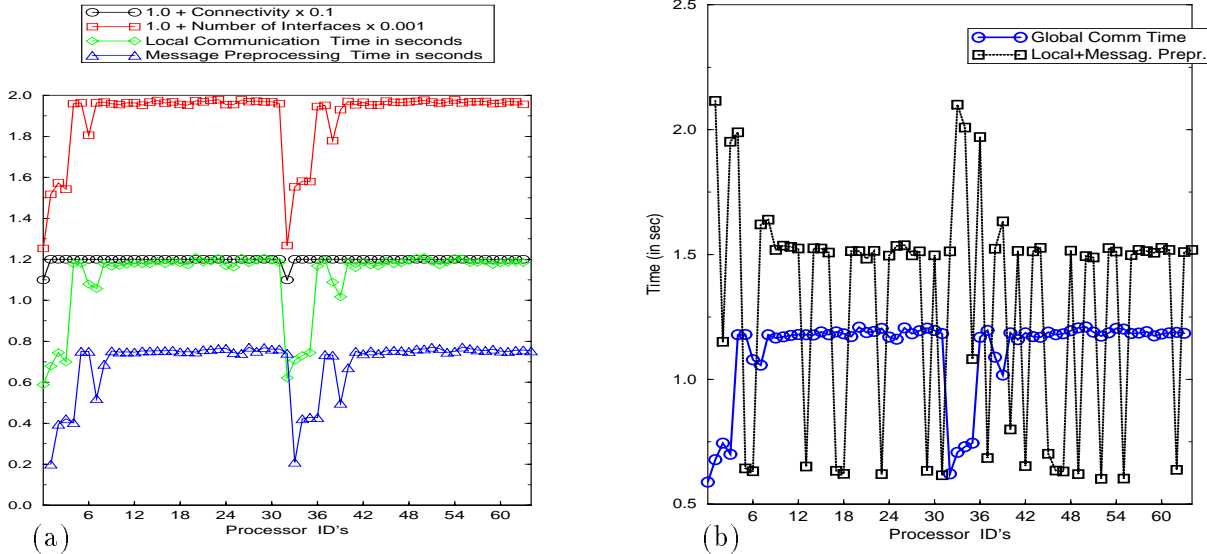 1.0 + Connectivity x 0.1
1.0 + Number of Interfaces x 0.001
Local Communication Time in seconds
Message Preprocessing Time in seconds
2.0
1.8
1.6
1.4
1.2
1.0
0.8
0.6
0.4
0.2
0.0
6 12 18 24 30 36 42 48 54 60
Processor ID's
(a)
Global Comm Time
Local+Messag. Prepr.
2.5
2.0
1.5
1.0
0.5
Time (in sec)
6 12 18 24 30 36 42 48 54 60
Processor ID's
(b)